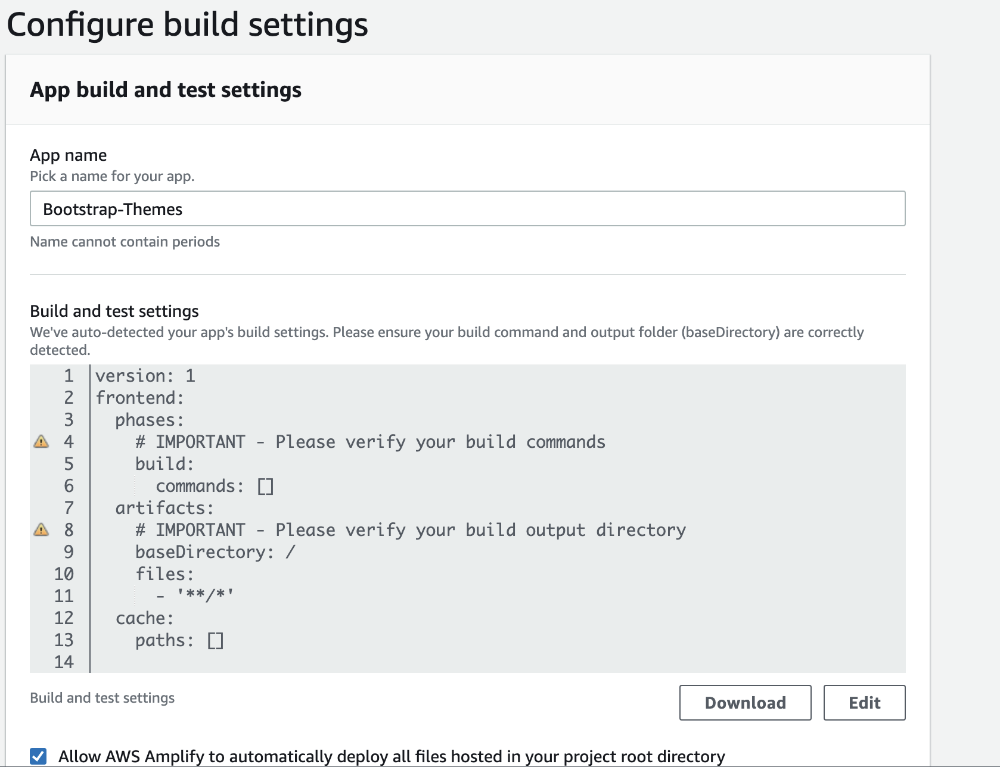 Configure build settings
App build and test settings
App name
Pick a name for your app.
Bootstrap-Themes
Name cannot contain periods
Build and test settings
We've auto-detected your app's build settings. Please ensure your build command and output folder (baseDirectory) are correctly
detected.
1 version: 1
2 frontend:
3   phases:
4     # IMPORTANT - Please verify your build commands
5     build:
6       commands: []
7   artifacts:
8     # IMPORTANT - Please verify your build output directory
9     baseDirectory: /
10     files:
11       - '**/*'
12   cache:
13     paths: []
14
Build and test settings
Download Edit
Allow AWS Amplify to automatically deploy all files hosted in your project root directory